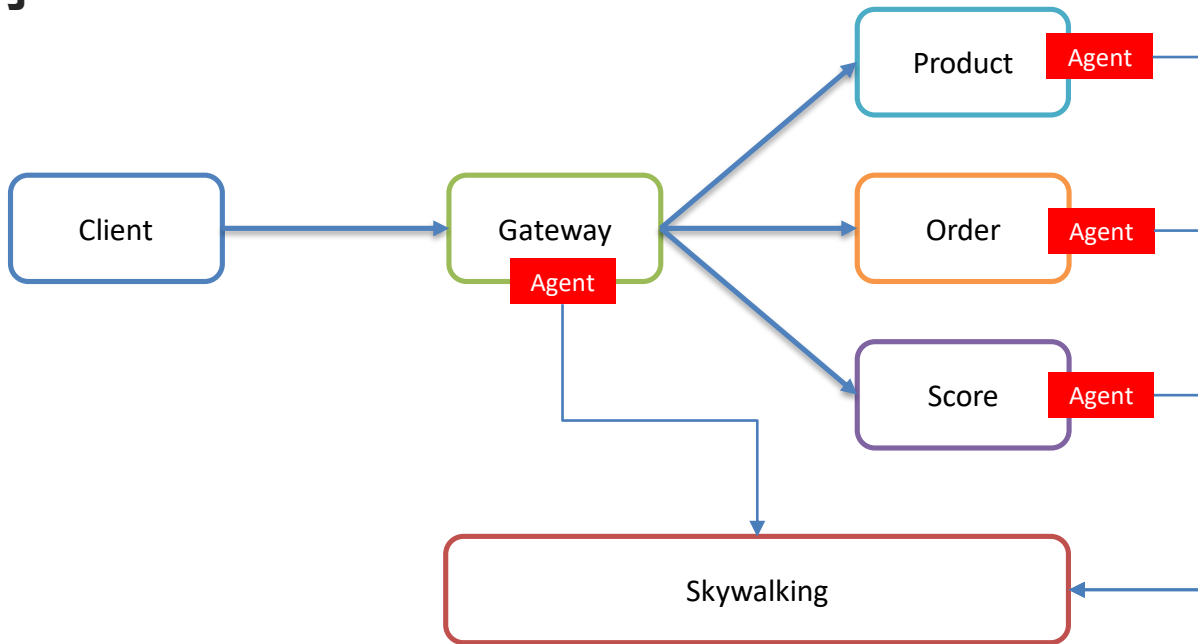 Product
Agent
Client
Gateway
Agent
Order
Agent
Score
Agent
Skywalking